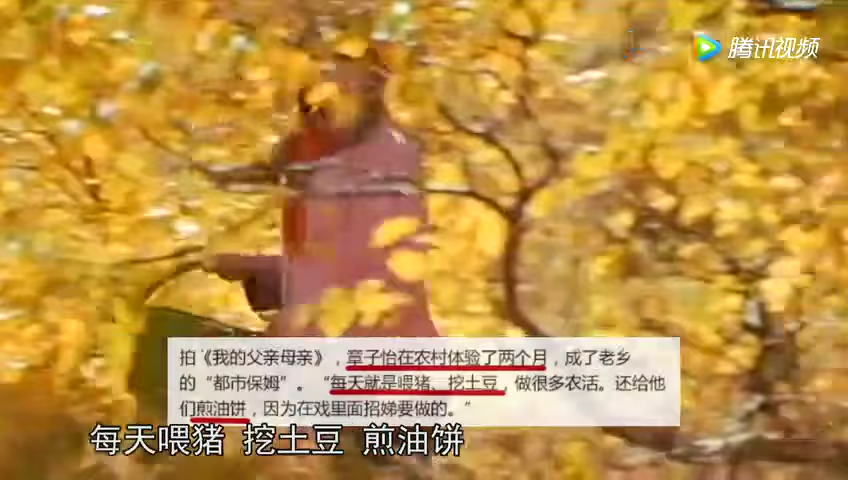 腾讯视频
拍《我的父亲母亲》，章子怡在农村体验了两个月，成了老乡
的“都市保姆”。“每天就是喂猪、挖土豆，做很多农活。还给他
们煎油饼，因为在戏里面招娣要做的。”
每天喂猪 挖土豆 煎油饼